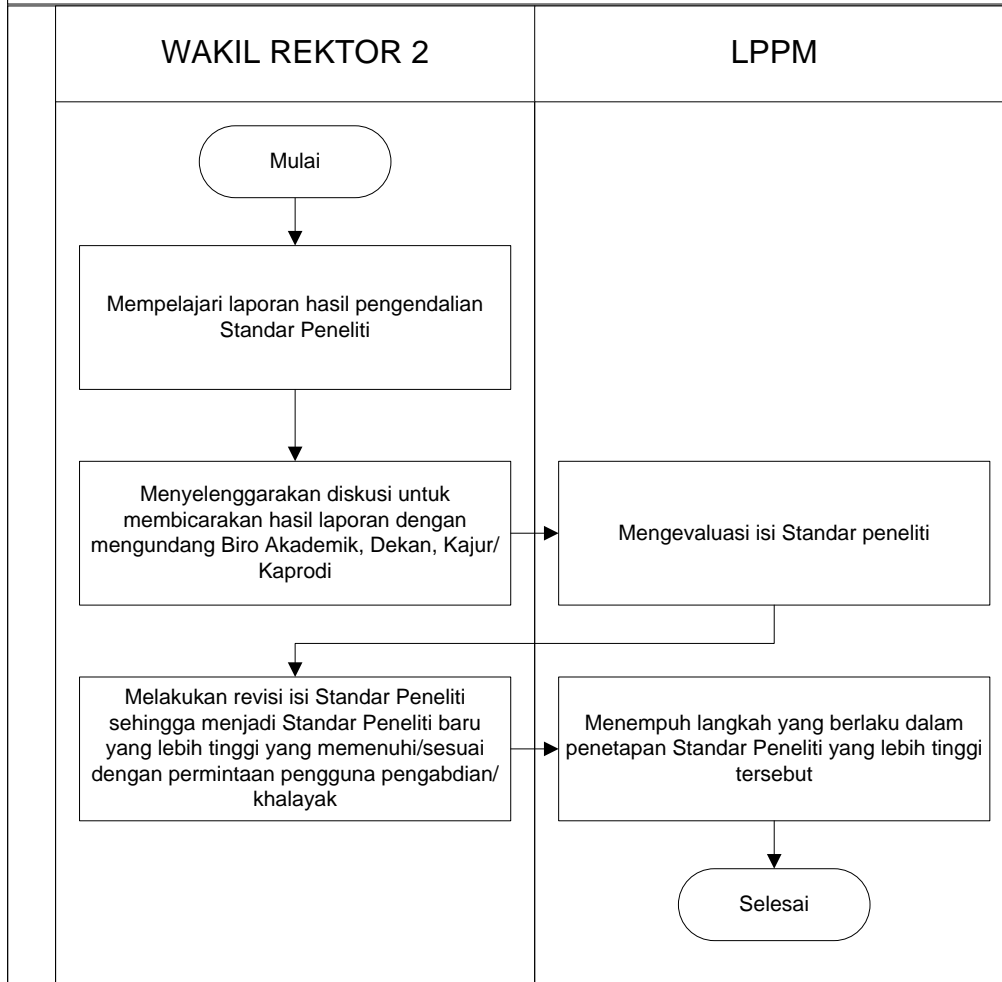 WAKIL REKTOR 2
LPPM
Mulai
Mempelajari laporan hasil pengendalian
Standar Peneliti
Menyelenggarakan diskusi untuk
membicarakan hasil laporan dengan
mengundang Biro Akademik, Dekan, Kajur/
Kaprodi
Mengevaluasi isi Standar peneliti
Melakukan revisi isi Standar Peneliti
sehingga menjadi Standar Peneliti baru
yang lebih tinggi yang memenuhi/sesuai
dengan permintaan pengguna pengabdian/
khalayak
Menempuh langkah yang berlaku dalam
penetapan Standar Peneliti yang lebih tinggi
tersebut
Selesai